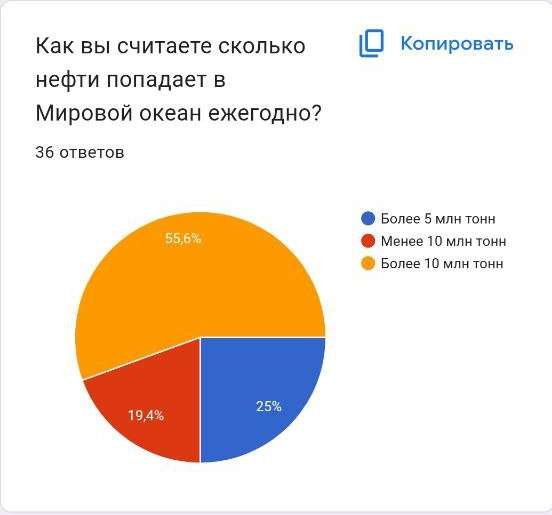 Как вы считаете сколько
нефти попадает в
Мировой океан ежегодно?
Копировать
36 ответов
55,6%
19,4%
25%
Более 5 млн тонн
Менее 10 млн тонн
Более 10 млн тонн